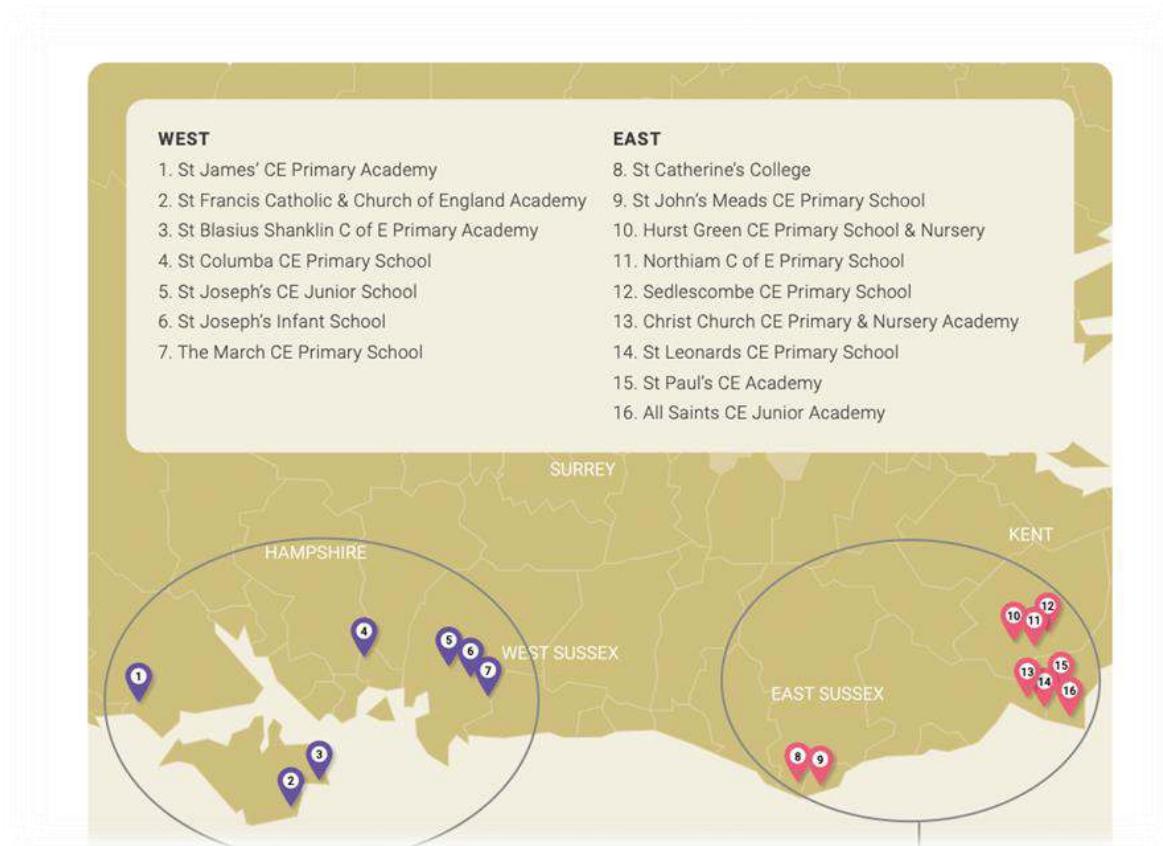 WEST
1. St James’ CE Primary Academy
2. St Francis Catholic & Church of England Academy
3. St Blasius Shanklin C of E Primary Academy
4. St Columba CE Primary School
5. St Joseph’s CE Junior School
6. St Joseph’s Infant School
7. The March CE Primary School
EAST
8. St Catherine’s College
9. St John’s Meads CE Primary School
10. Hurst Green CE Primary School & Nursery
11. Northiam C of E Primary School
12. Sedlescombe CE Primary School
13. Christ Church CE Primary & Nursery Academy
14. St Leonards CE Primary School
15. St Paul’s CE Academy
16. All Saints CE Junior Academy
SURREY
KENT
HAMPSHIRE
12
10
11
4
5
6
WEST SUSSEX
7
1
13
15
14
16
EAST SUSSEX
3
2
8
9